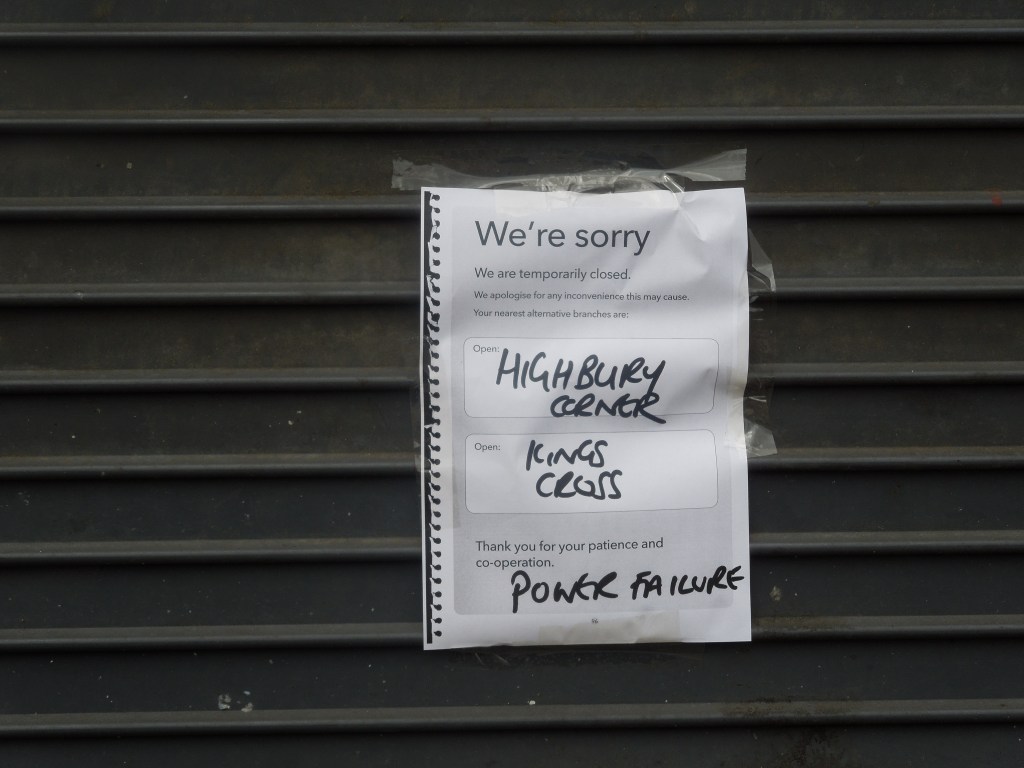 We're sorry
We are temporarily closed.
We apologise for any inconvenience this may cause.
Your nearest alternative branches are:
Open:
HIGHBURY
CORNER
Open:
KINGS
CROSS
Thank you for your patience and
co-operation.
POWER FAILURE